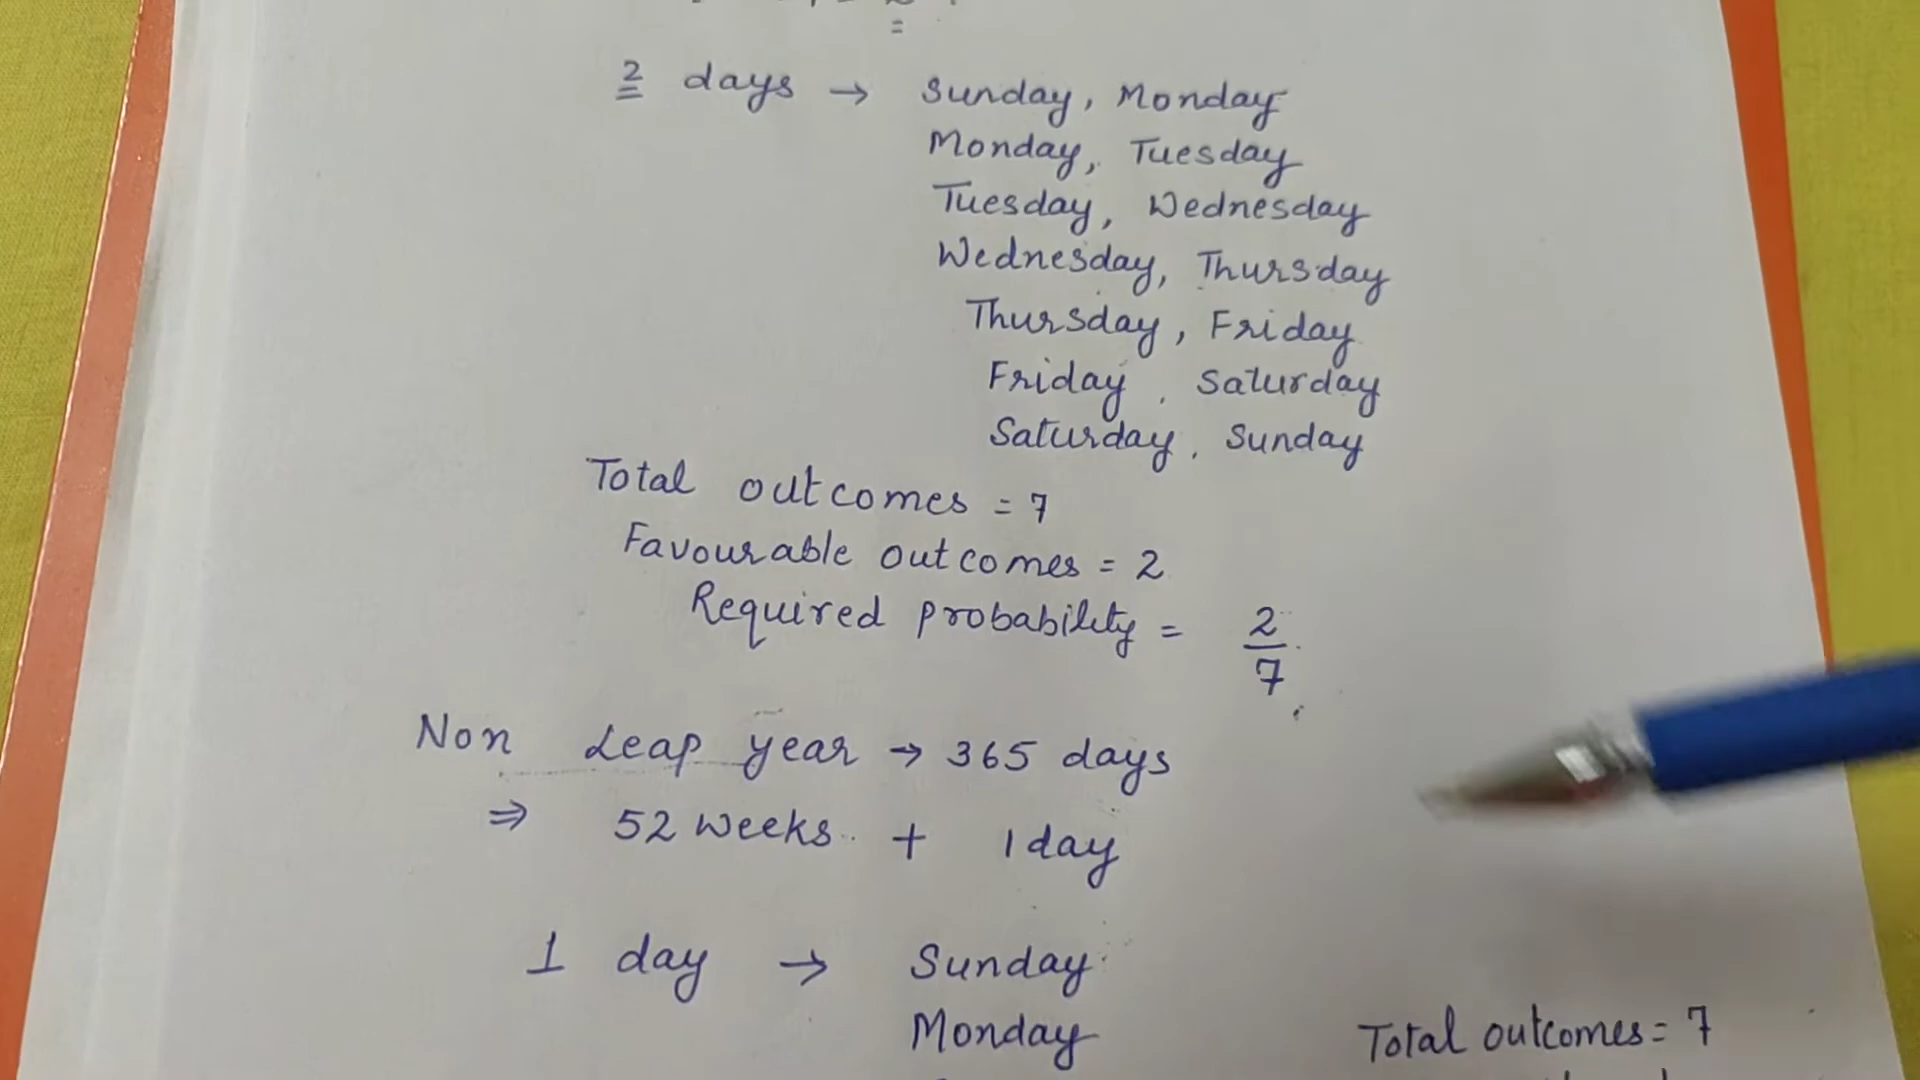 2 days → Sunday, Monday
Monday, Tuesday
Tuesday, Wednesday
Wednesday, Thursday
Thursday, Friday
Friday, Saturday
Saturday, Sunday
Total outcomes = 7
Favourable outcomes = 2
Required probability = 2/7.
Non Leap year → 365 days
⇒ 52 weeks + 1 day
1 day → Sunday
Monday
Total outcomes = 7